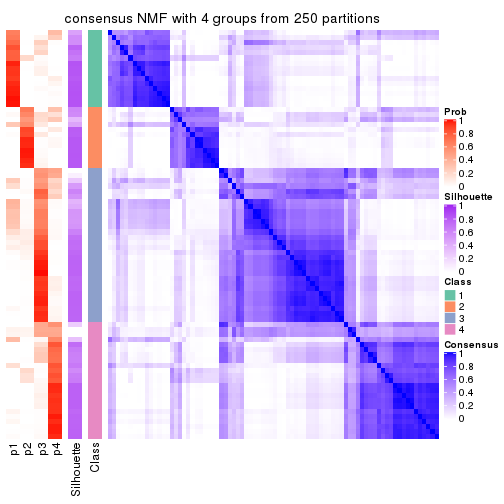 consensus NMF with 4 groups from 250 partitions
Prob
1
0.8
0.6
0.4
0.2
0
Silhouette
1
0.8
0.6
0.4
0.2
0
Class
1
2
3
4
Consensus
1
0.8
0.6
0.4
0.2
0
p1
p2
p3
p4
Silhouette
Class